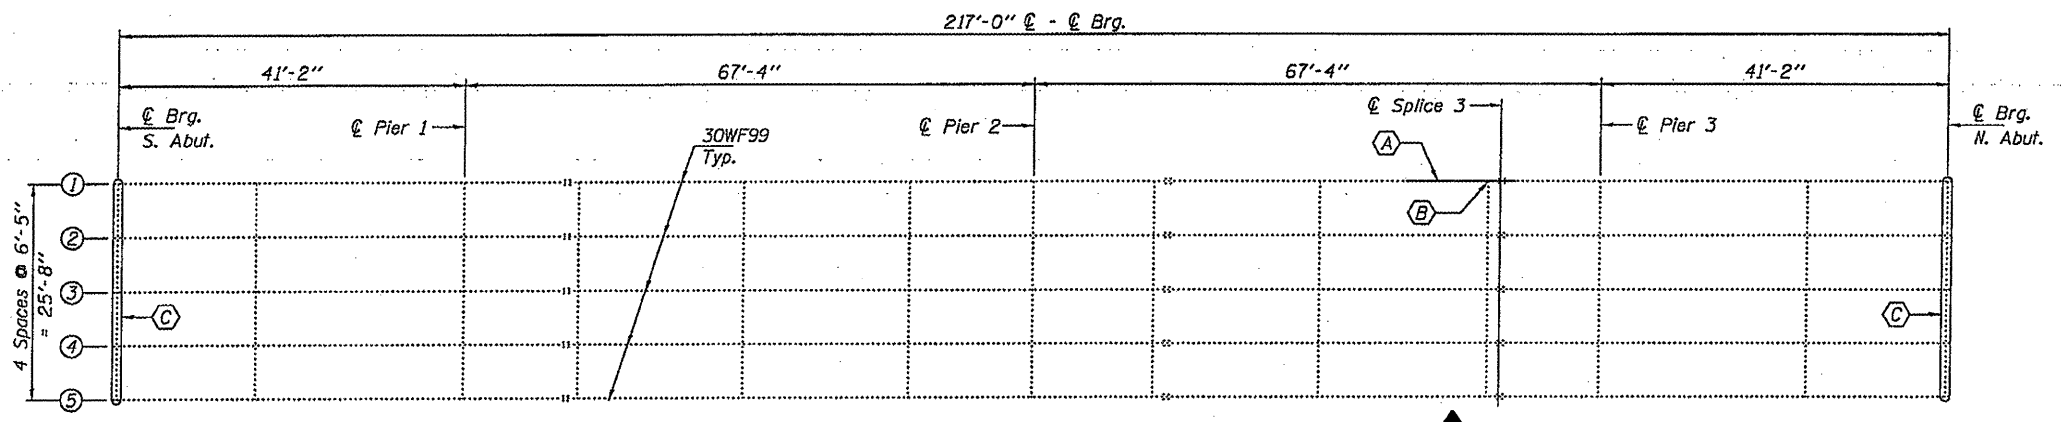 217'-0" ℄ - ℄ Brg.
41'-2"
67'-4"
67'-4"
41'-2"
℄ Brg.
S. Abut.
℄ Pier 1
30WF99
Typ.
℄ Pier 2
℄ Splice 3
℄ Pier 3
℄ Brg.
N. Abut.
A
B
C
C
1
2
3
4
5
4 Spaces @ 6'-5"
= 25'-8"